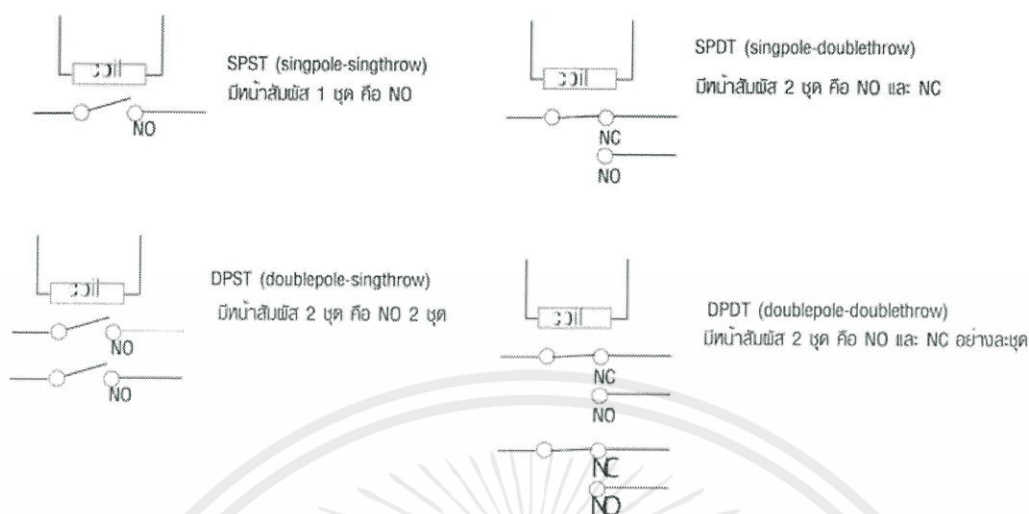 coil
SPST (singpole-singthrow)
มีหน้าสัมผัส 1 ชุด คือ NO
NO
coil
SPDT (singpole-doublethrow)
มีหน้าสัมผัส 2 ชุด คือ NO และ NC
NC
NO
coil
DPST (doublepole-singthrow)
มีหน้าสัมผัส 2 ชุด คือ NO 2 ชุด
NO
NO
coil
DPDT (doublepole-doublethrow)
มีหน้าสัมผัส 2 ชุด คือ NO และ NC อย่างละชุด
NC
NO
NC
NO